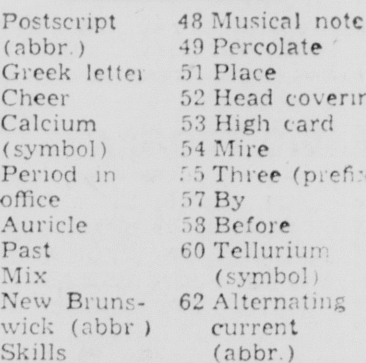 Postscript
(abbr.)
Greek letter
Cheer
Calcium
(symbol)
Period in
office
Auricle
Past
Mix
New Bruns-
wick (abbr )
Skills
48 Musical note
49 Percolate
51 Place
52 Head coverin
53 High card
54 Mire
55 Three (prefi
57 By
58 Before
60 Tellurium
(symbol)
62 Alternating
current
(abbr.)